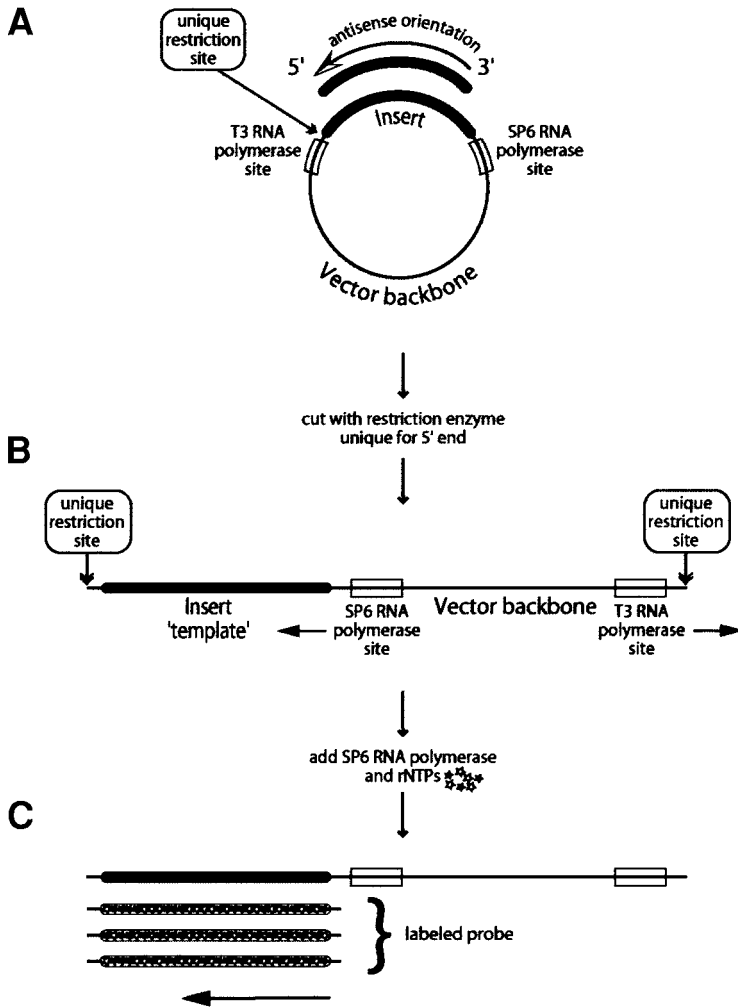 A
unique
restriction
site
antisense orientation
5'
3'
Insert
T3 RNA
polymerase
site
SP6 RNA
polymerase
site
Vector backbone
cut with restriction enzyme
unique for 5' end
B
unique
restriction
site
unique
restriction
site
Insert
'template'
SP6 RNA
polymerase
site
Vector backbone
T3 RNA
polymerase
site
add SP6 RNA polymerase
and rNTPs
C
labeled probe